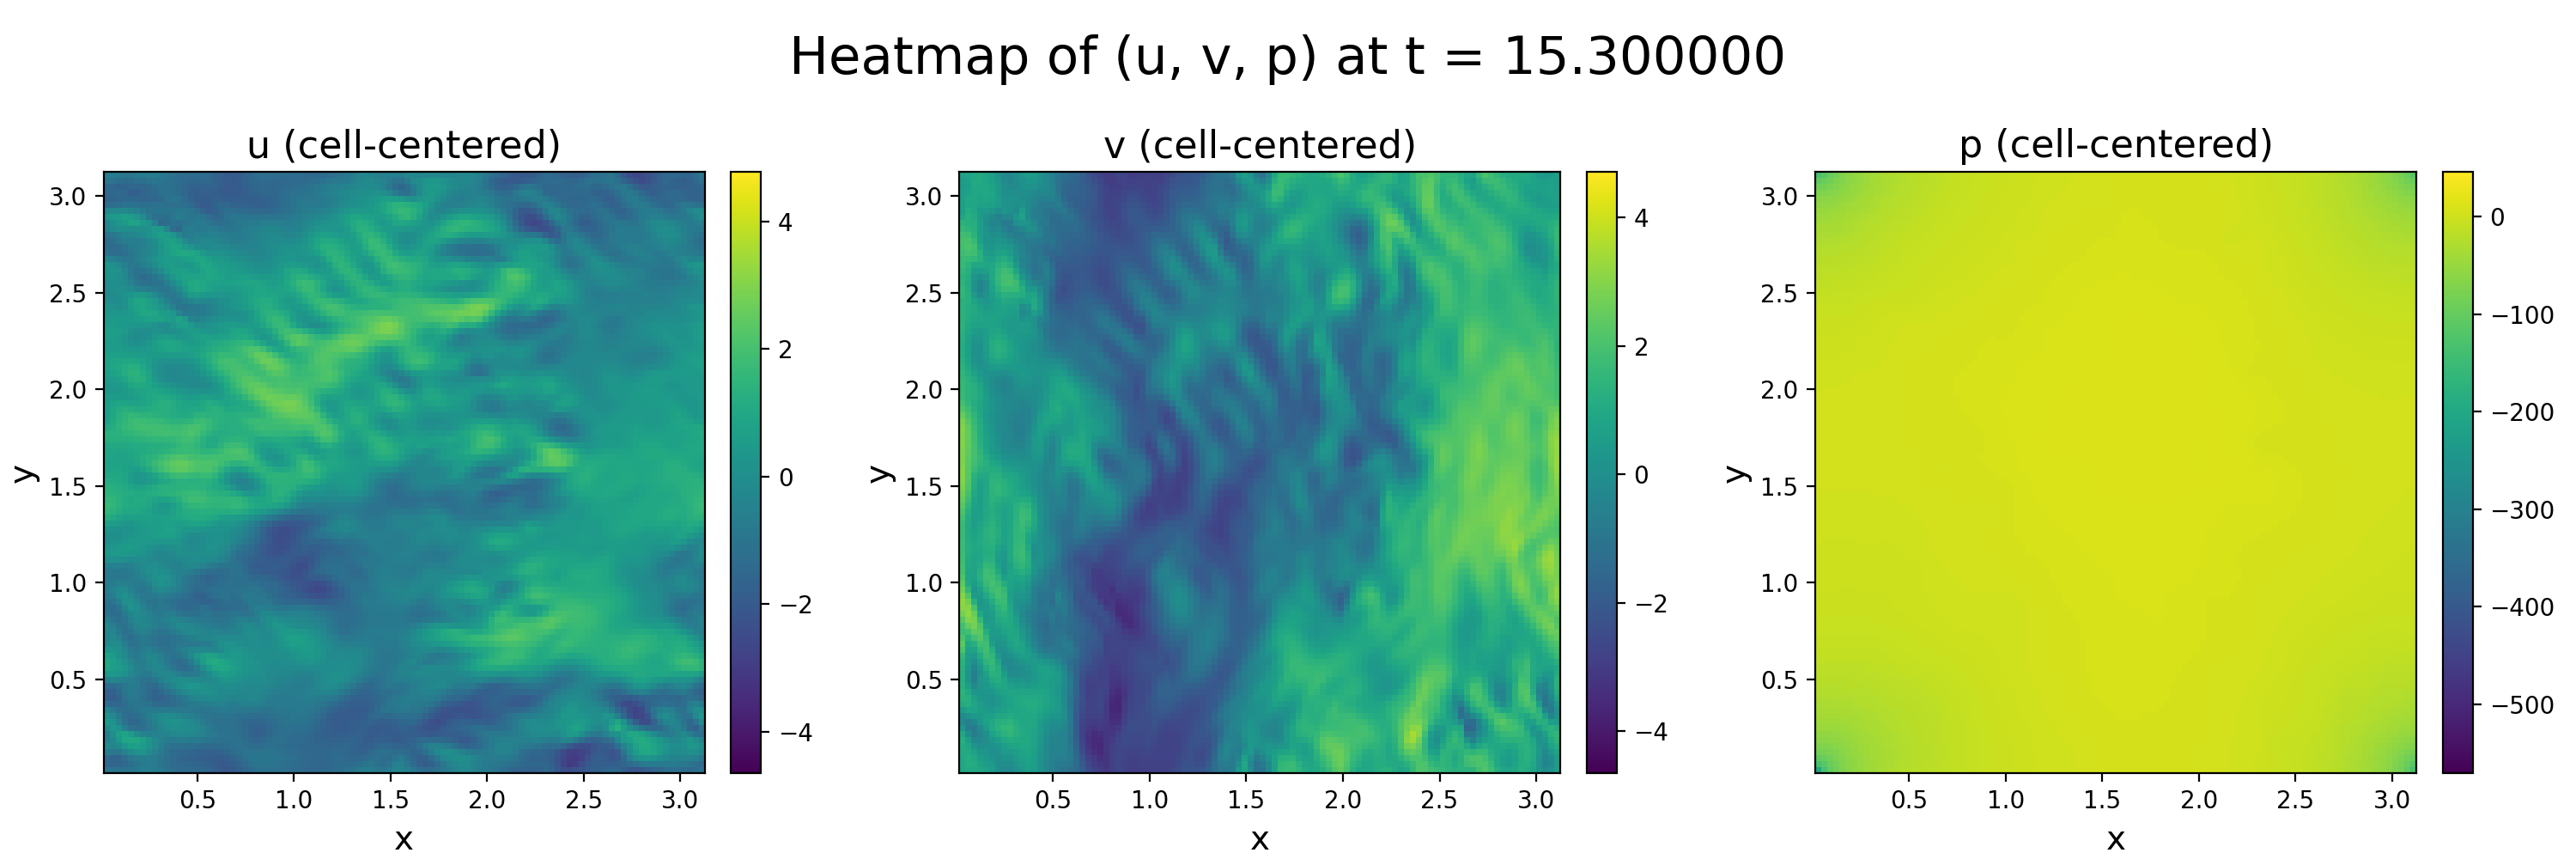 Heatmap of (u, v, p) at t = 15.300000
u (cell-centered)
y
3.0
2.5
2.0
1.5
1.0
0.5
0.5 1.0 1.5 2.0 2.5 3.0
x
4
2
0
−2
−4
v (cell-centered)
y
3.0
2.5
2.0
1.5
1.0
0.5
0.5 1.0 1.5 2.0 2.5 3.0
x
4
2
0
−2
−4
p (cell-centered)
y
3.0
2.5
2.0
1.5
1.0
0.5
0.5 1.0 1.5 2.0 2.5 3.0
x
0
−100
−200
−300
−400
−500